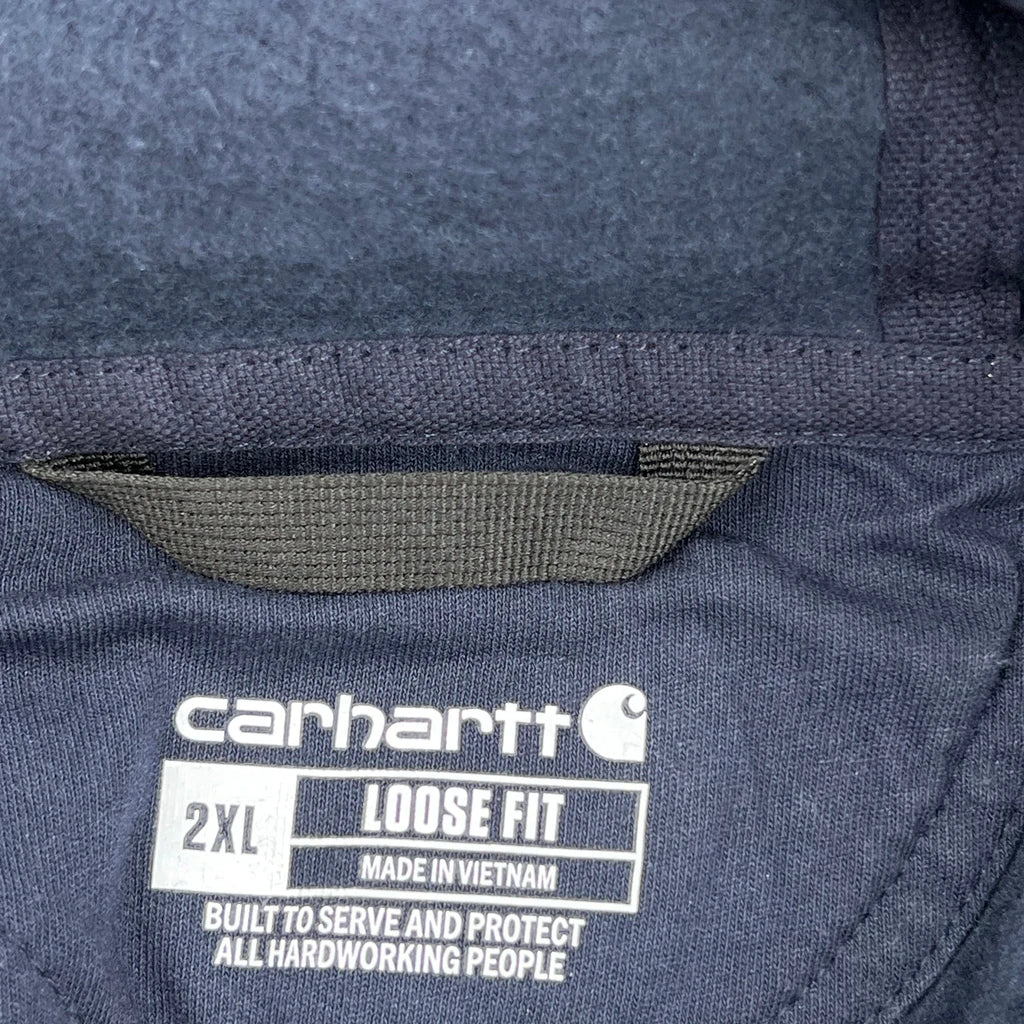 carhartt
2XL
LOOSE FIT
MADE IN VIETNAM
BUILT TO SERVE AND PROTECT
ALL HARDWORKING PEOPLE